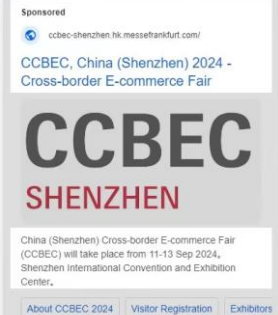 Sponsored
ccbec-shenzhen.hk.messefrankfurt.com/
CCBEC, China (Shenzhen) 2024 -
Cross-border E-commerce Fair
CCBEC
SHENZHEN
China (Shenzhen) Cross-border E-commerce Fair
(CCBEC) will take place from 11-13 Sep 2024。
Shenzhen International Convention and Exhibition
Center。
About CCBEC 2024
Visitor Registration
Exhibitors